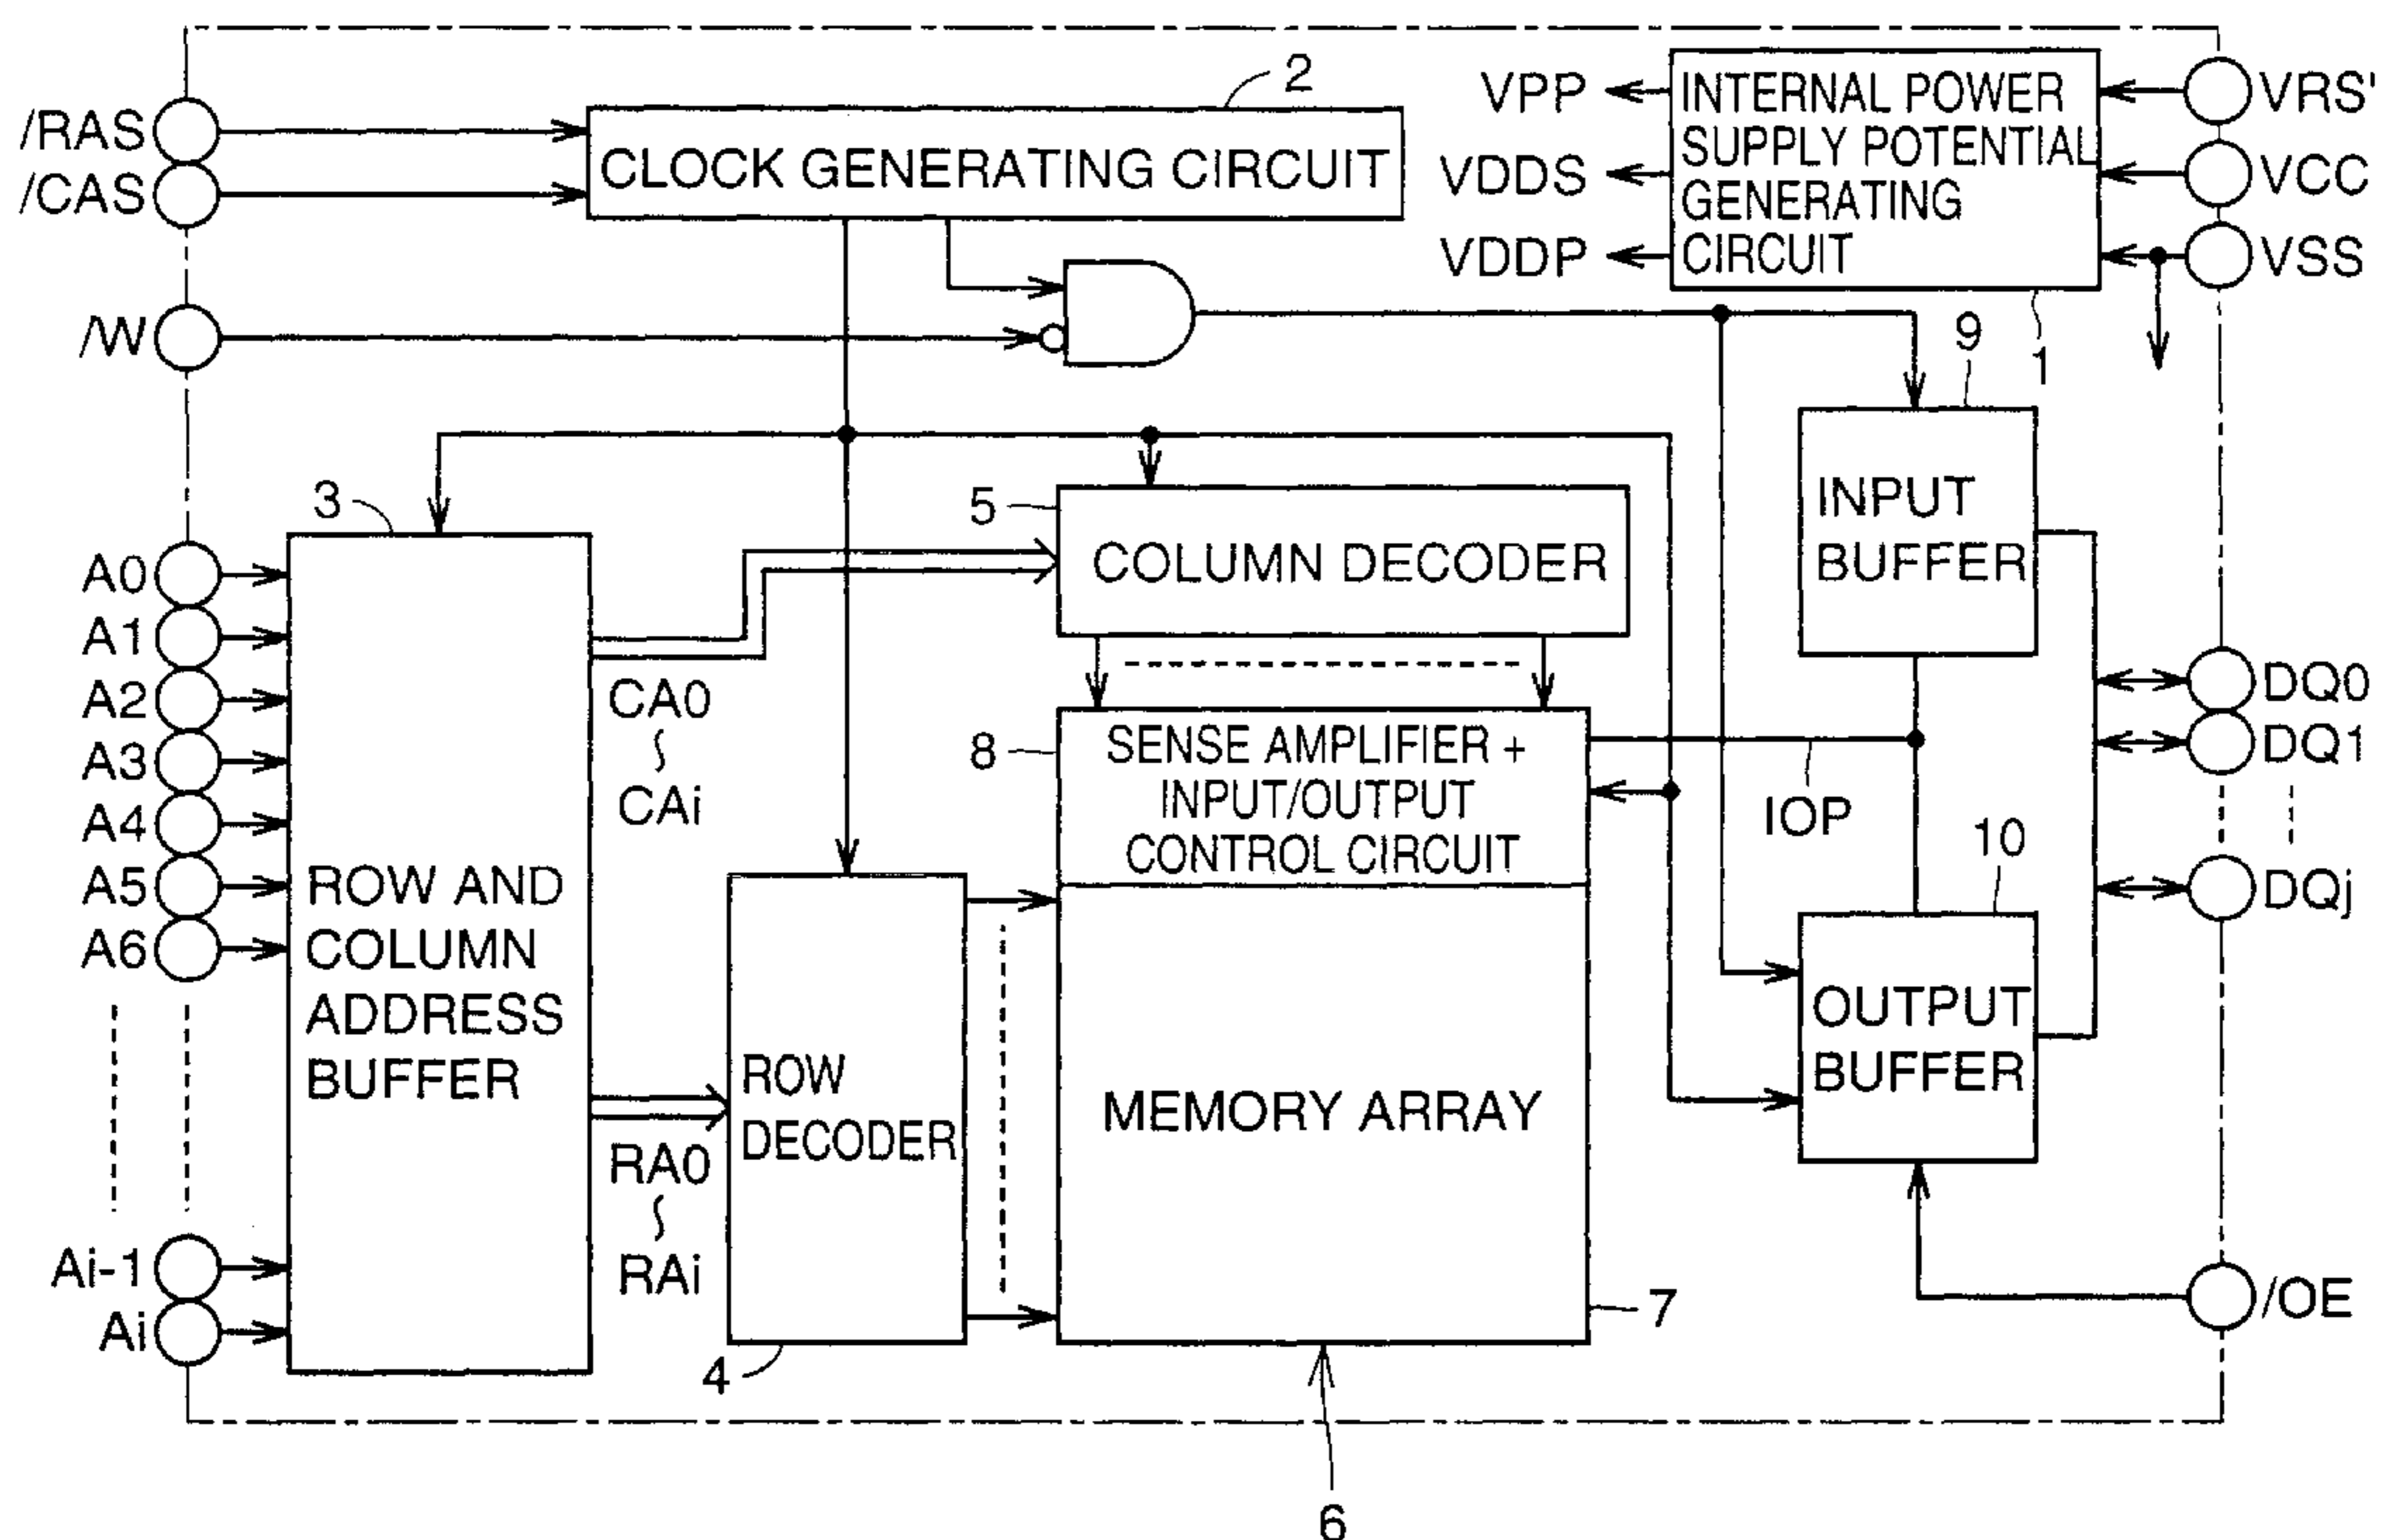 2
/RAS
/CAS
CLOCK GENERATING CIRCUIT
VPP
VDDS
VDDP
INTERNAL POWER
SUPPLY POTENTIAL
GENERATING
CIRCUIT
VRS'
VCC
VSS
1
/W
9
INPUT
BUFFER
3
5
COLUMN DECODER
A0
A1
A2
A3
A4
A5
A6
Ai-1
Ai
ROW AND
COLUMN
ADDRESS
BUFFER
CA0
CAi
8
SENSE AMPLIFIER +
INPUT/OUTPUT
CONTROL CIRCUIT
IOP
DQ0
DQ1
DQj
10
OUTPUT
BUFFER
ROW
DECODER
RA0
RAi
MEMORY ARRAY
7
/OE
4
6